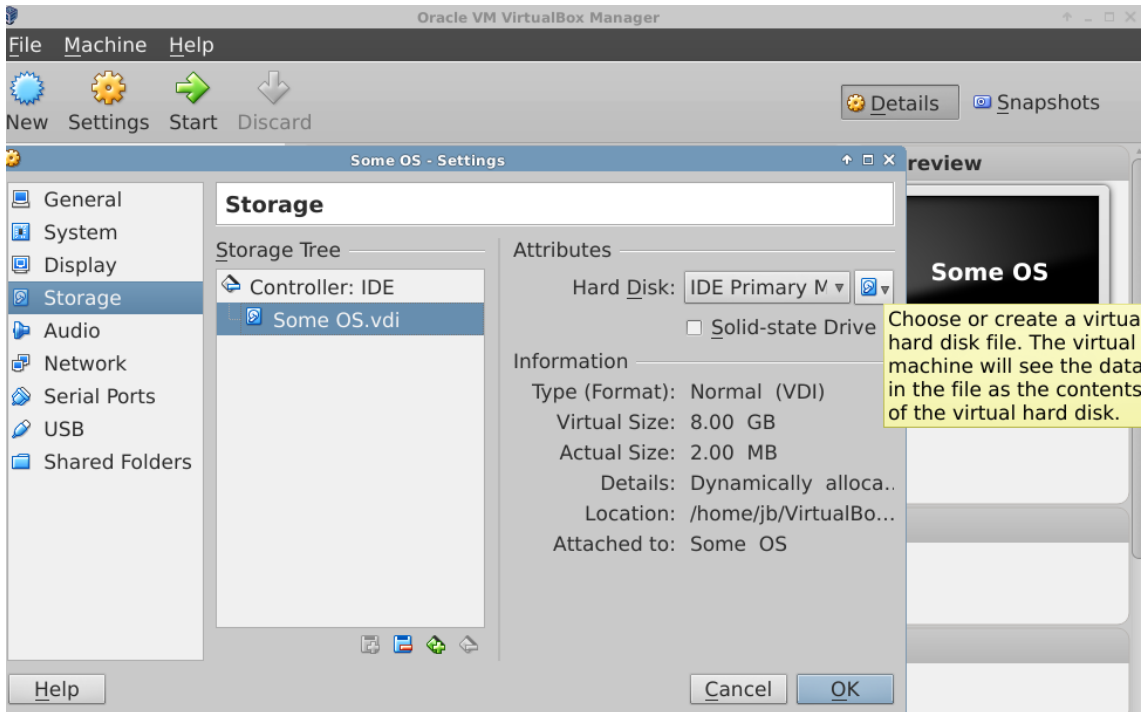 Oracle VM VirtualBox Manager
File Machine Help
New Settings Start Discard
Details Snapshots
Some OS - Settings
review
General
System
Display
Storage
Audio
Network
Serial Ports
USB
Shared Folders
Storage
Storage Tree
Controller: IDE
Some OS.vdi
Attributes
Hard Disk: IDE Primary M
Solid-state Drive
Information
Type (Format): Normal (VDI)
Virtual Size: 8.00 GB
Actual Size: 2.00 MB
Details: Dynamically alloca..
Location: /home/jb/VirtualBo...
Attached to: Some OS
Some OS
Choose or create a virtua
hard disk file. The virtual
machine will see the data
in the file as the contents
of the virtual hard disk.
Help Cancel OK